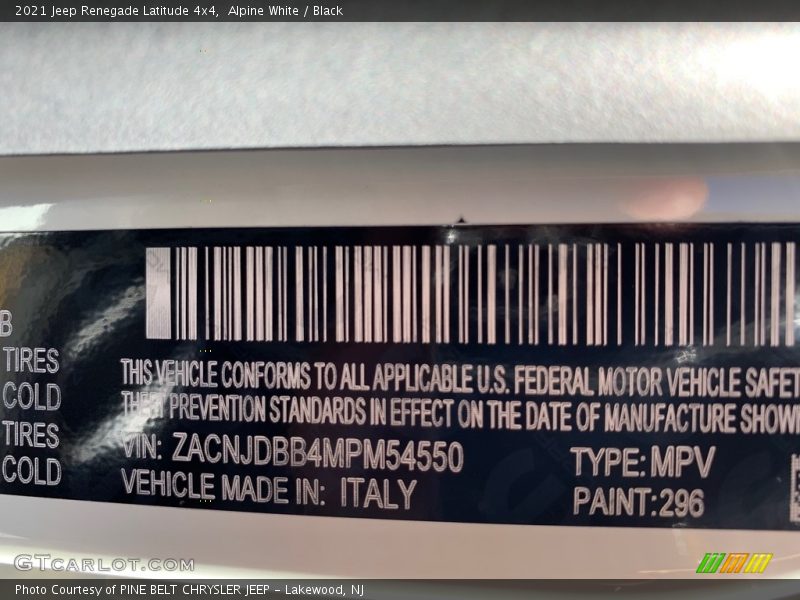 2021 Jeep Renegade Latitude 4x4,  Alpine White / Black
B
TIRES
COLD
TIRES
COLD
THIS VEHICLE CONFORMS TO ALL APPLICABLE U.S. FEDERAL MOTOR VEHICLE SAFET
THEFT PREVENTION STANDARDS IN EFFECT ON THE DATE OF MANUFACTURE SHOW
VIN: ZACNJDBB4MPM54550
TYPE: MPV
VEHICLE MADE IN: ITALY
PAINT: 296
GTCARLOT.COM
Photo Courtesy of PINE BELT CHRYSLER JEEP – Lakewood, NJ